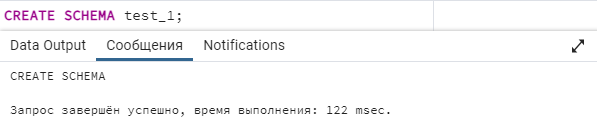 CREATE SCHEMA test_1;
Data Output Сообщения Notifications
CREATE SCHEMA
Запрос завершён успешно, время выполнения: 122 msec.